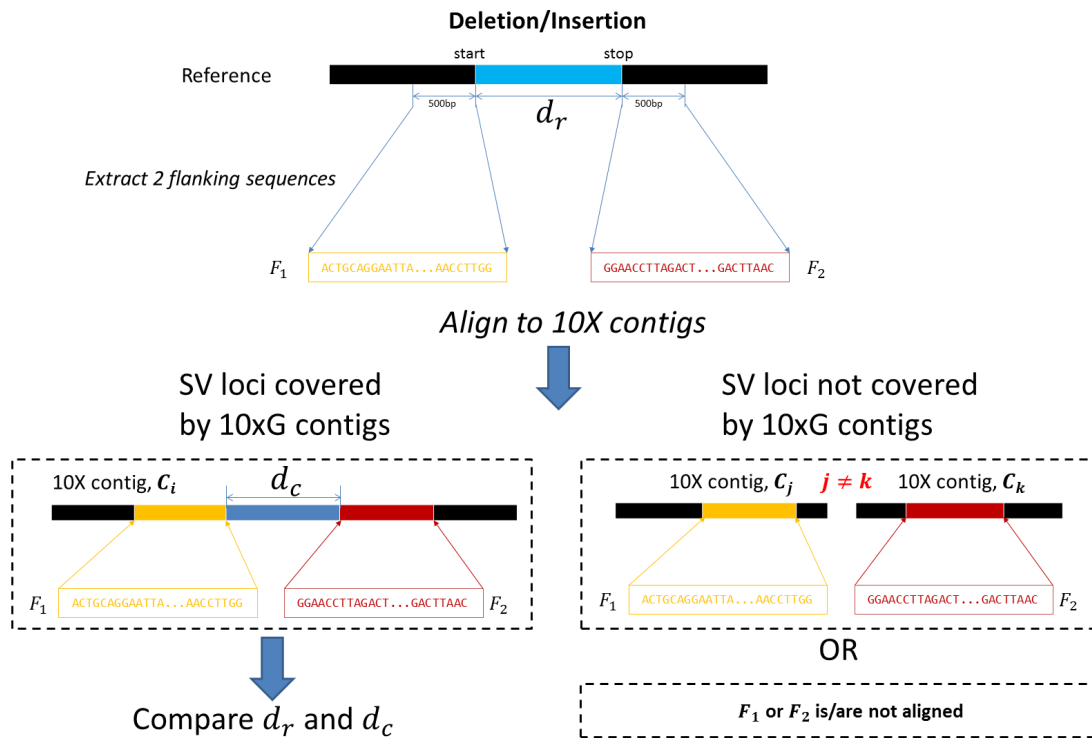 Deletion/Insertion
start stop
Reference
500bp 500bp
d_r
Extract 2 flanking sequences
F_1 ACTGCAGGAATTA...AACCTTGG GGAACCTTAGACT...GACTTAAC F_2
Align to 10X contigs
SV loci covered
by 10xG contigs
SV loci not covered
by 10xG contigs
10X contig, C_i d_c
F_1 ACTGCAGGAATTA...AACCTTGG GGAACCTTAGACT...GACTTAAC F_2
10X contig, C_j j ≠ k 10X contig, C_k
F_1 ACTGCAGGAATTA...AACCTTGG GGAACCTTAGACT...GACTTAAC F_2
OR
Compare d_r and d_c
F_1 or F_2 is/are not aligned